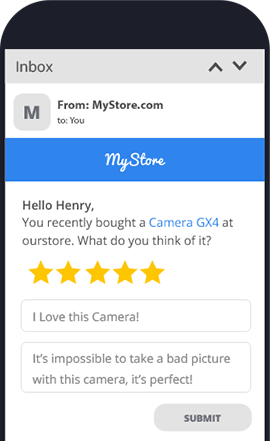 Inbox
M
From: MyStore.com
to: You
MyStore
Hello Henry,
You recently bought a Camera GX4 at
ourstore. What do you think of it?
I Love this Camera!
It's impossible to take a bad picture
with this camera, it's perfect!
SUBMIT